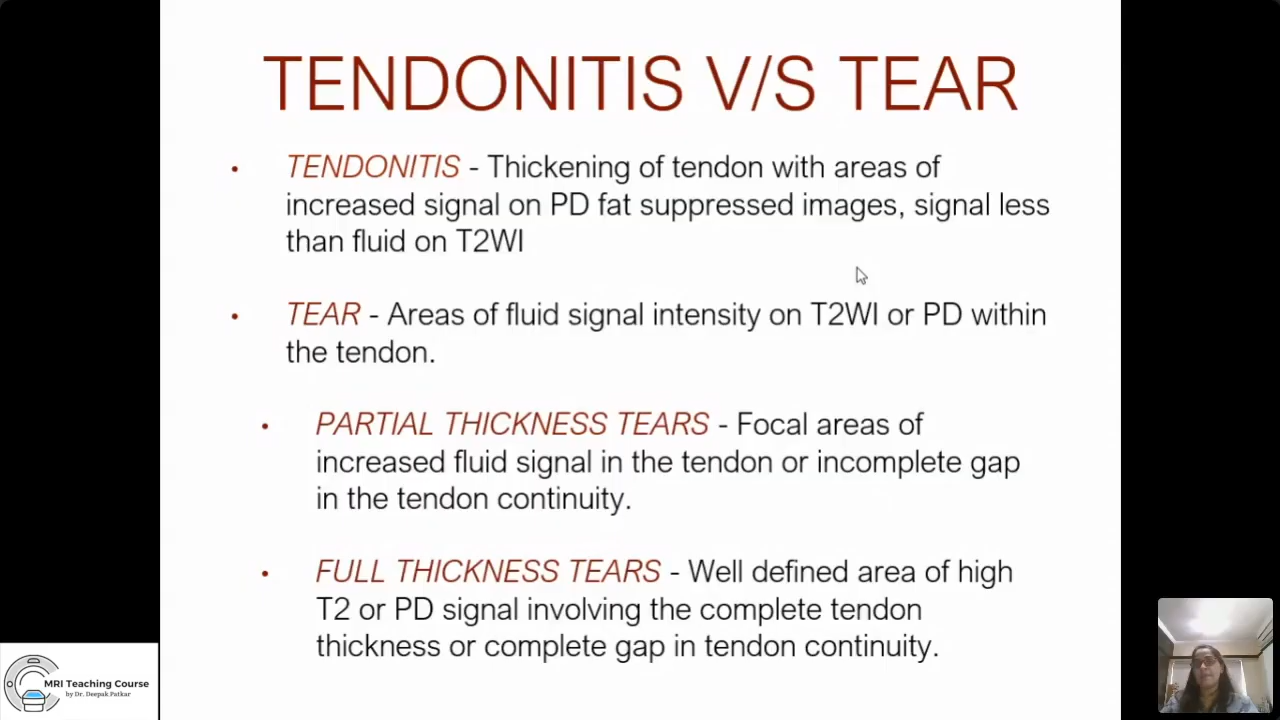 TENDONITIS V/S TEAR
• TENDONITIS - Thickening of tendon with areas of
increased signal on PD fat suppressed images, signal less
than fluid on T2WI
• TEAR - Areas of fluid signal intensity on T2WI or PD within
the tendon.
• PARTIAL THICKNESS TEARS - Focal areas of
increased fluid signal in the tendon or incomplete gap
in the tendon continuity.
• FULL THICKNESS TEARS - Well defined area of high
T2 or PD signal involving the complete tendon
thickness or complete gap in tendon continuity.
MRI Teaching Course
by Dr. Deepak Patkar